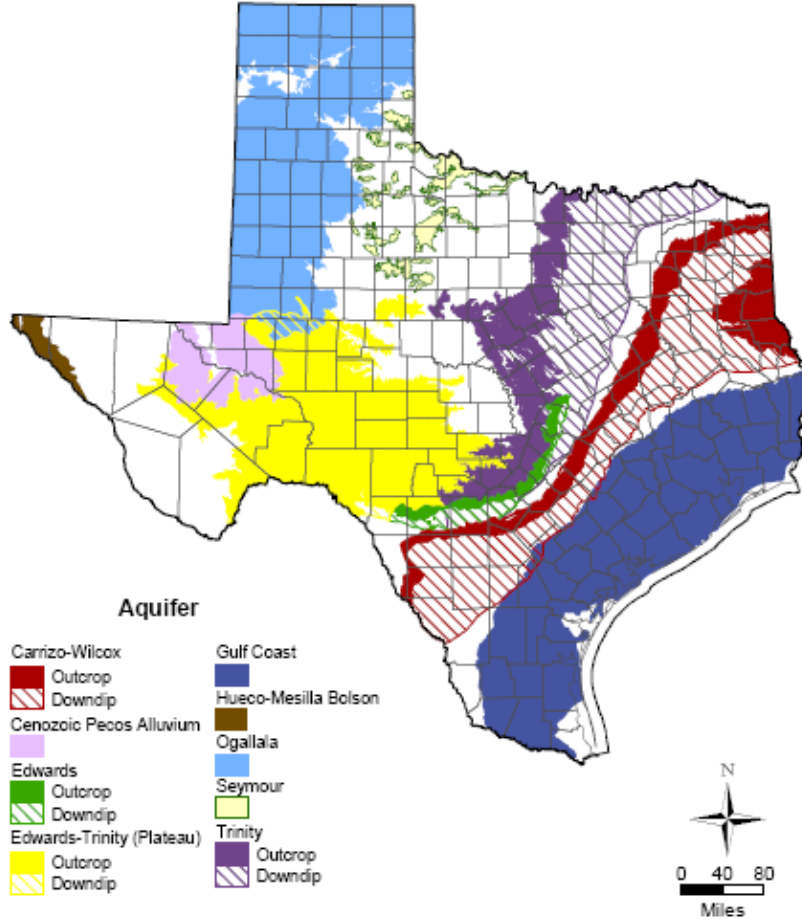 Aquifer
Carrizo-Wilcox
Outcrop
Downdip
Cenozoic Pecos Alluvium
Edwards
Outcrop
Downdip
Edwards-Trinity (Plateau)
Outcrop
Downdip
Gulf Coast
Hueco-Mesilla Bolson
Ogallala
Seymour
Trinity
Outcrop
Downdip
N
0 40 80
Miles